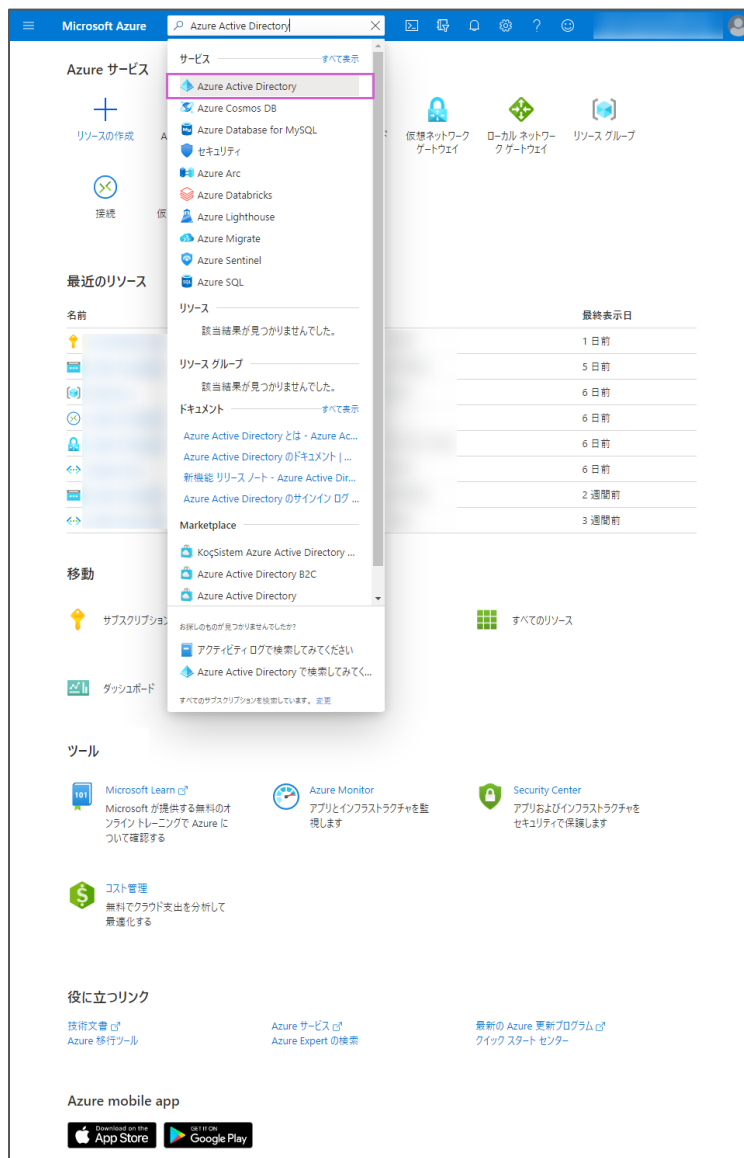 Microsoft Azure
Azure Active Directory
Azure サービス
リソースの作成
A
仮想ネットワーク
ゲートウェイ
ローカル ネットワー
ク ゲートウェイ
リソース グループ
接続
仮
サービス
すべて表示
Azure Active Directory
Azure Cosmos DB
Azure Database for MySQL
セキュリティ
Azure Arc
Azure Databricks
Azure Lighthouse
Azure Migrate
Azure Sentinel
Azure SQL
リソース
該当結果が見つかりませんでした。
リソース グループ
該当結果が見つかりませんでした。
ドキュメント
すべて表示
Azure Active Directory とは - Azure Ac...
Azure Active Directory のドキュメント | ...
新機能 リリース ノート - Azure Active Dir...
Azure Active Directory のサインイン ログ ...
Marketplace
KoçSistem Azure Active Directory ...
Azure Active Directory B2C
Azure Active Directory
お探しのものが見つかりませんでしたか?
アクティビティ ログで検索してみてください
Azure Active Directory で検索してみてく...
すべてのサブスクリプションを検索しています。 変更
最近のリソース
名前
最終表示日
1 日前
5 日前
6 日前
6 日前
6 日前
6 日前
2 週間前
3 週間前
移動
サブスクリプション
すべてのリソース
ダッシュボード
ツール
Microsoft Learn
Microsoft が提供する無料のオ
ンライン トレーニングで Azure に
ついて確認する
Azure Monitor
アプリとインフラストラクチャを監
視します
Security Center
アプリおよびインフラストラクチャを
セキュリティで保護します
コスト管理
無料でクラウド支出を分析して
最適化する
役に立つリンク
技術文書
Azure サービス
最新の Azure 更新プログラム
Azure 移行ツール
Azure Expert の検索
クイック スタート センター
Azure mobile app
Download on the
App Store
GET IT ON
Google Play